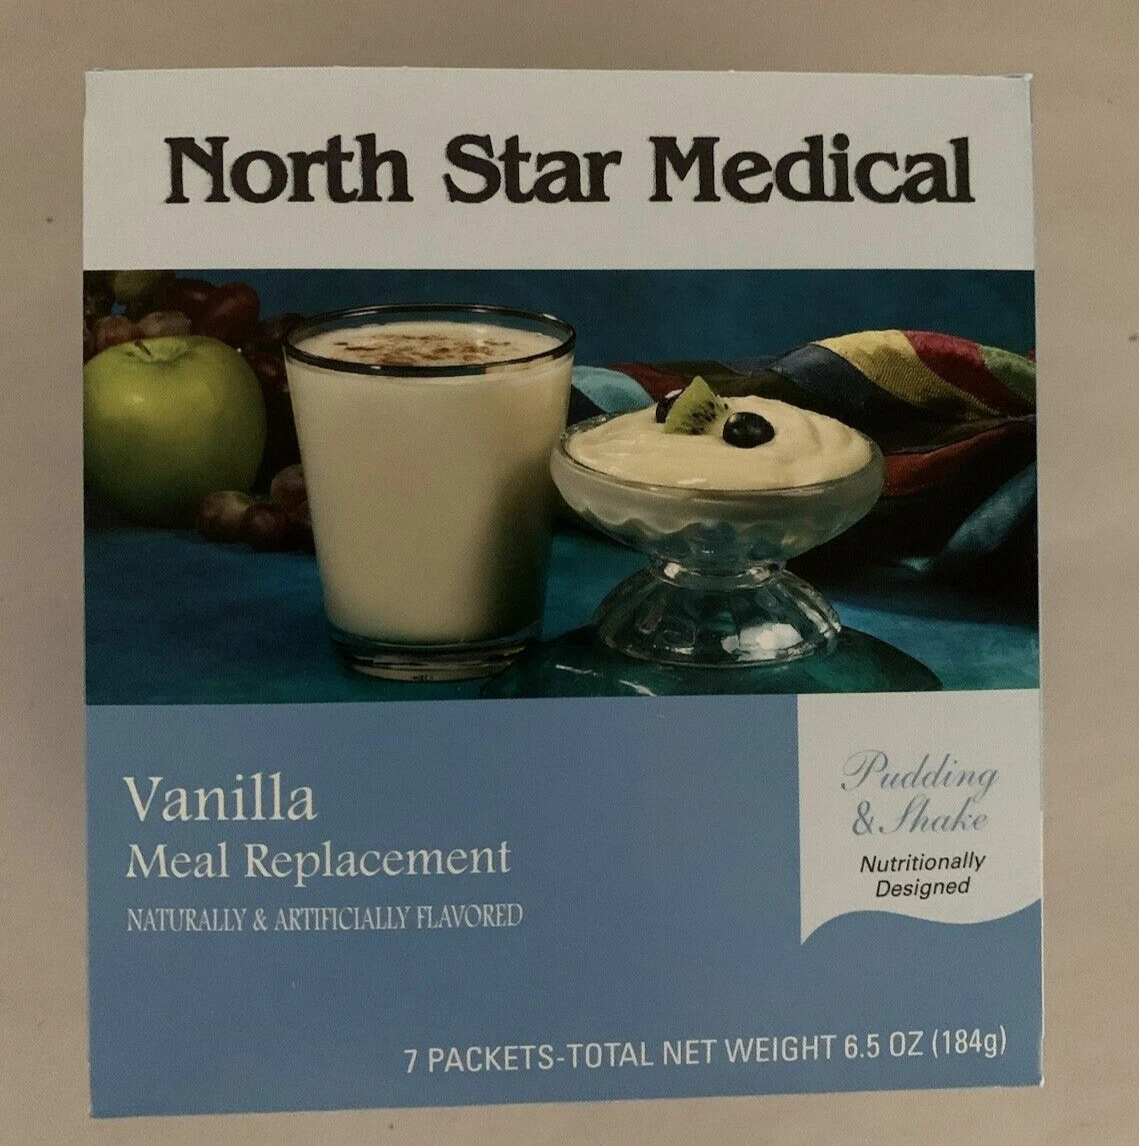 North Star Medical
Vanilla
Meal Replacement
NATURALLY & ARTIFICIALLY FLAVORED
Pudding
& Shake
Nutritionally
Designed
7 PACKETS-TOTAL NET WEIGHT 6.5 OZ (184g)